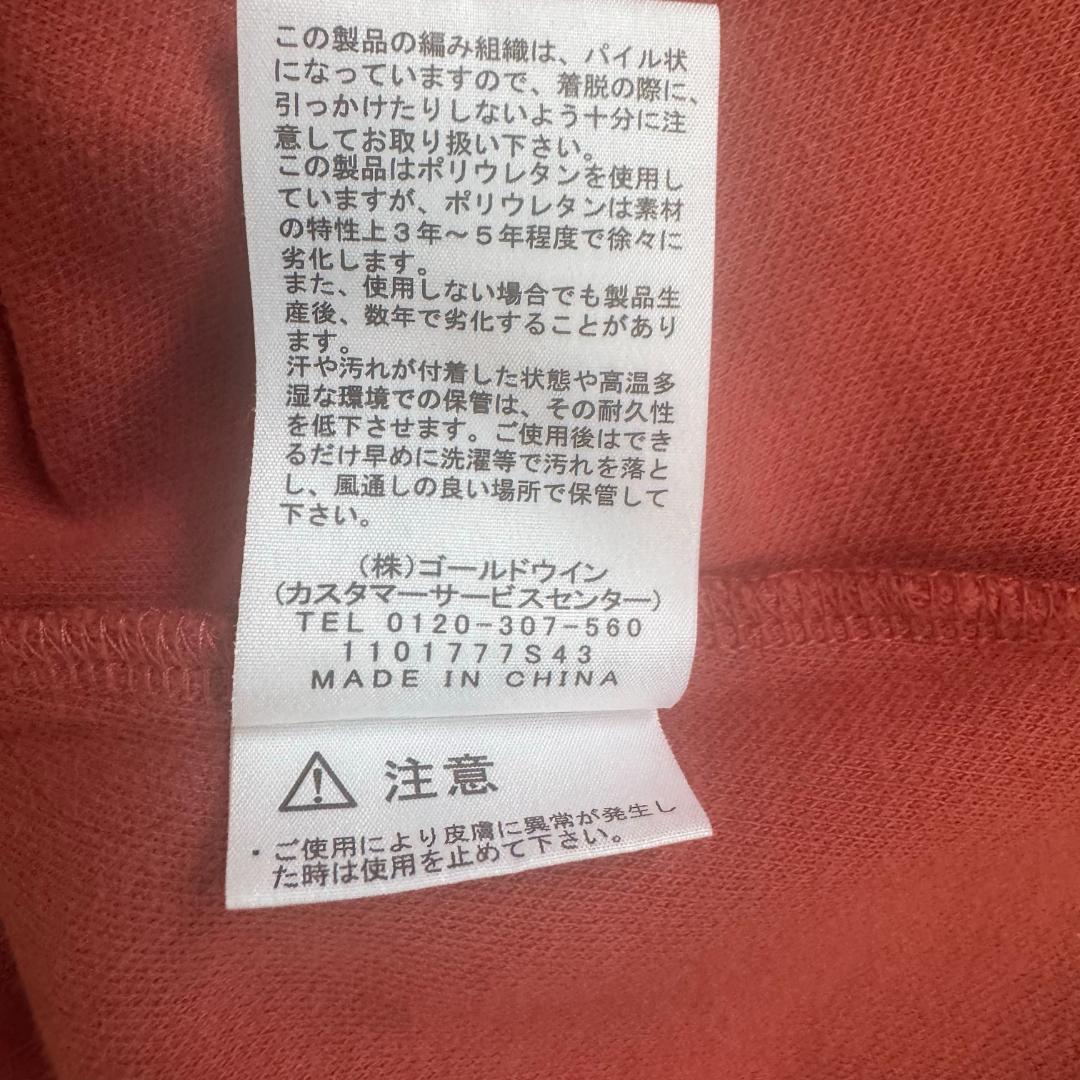 この製品の編み組織は、パイル状
になっていますので、着脱の際に、
引っかけたりしないよう十分に注
意してお取り扱い下さい。
この製品はポリウレタンを使用し
ていますが、ポリウレタンは素材
の特性上3年～5年程度で徐々に
劣化します。
また、使用しない場合でも製品生
産後、数年で劣化することがあり
ます。
汗や汚れが付着した状態や高温多
湿な環境での保管は、その耐久性
を低下させます。ご使用後はでき
るだけ早めに洗濯等で汚れを落と
し、風通しの良い場所で保管して
下さい。
(株)ゴールドウイン
(カスタマーサービスセンター)
TEL 0120-307-560
1101777S43
MADE IN CHINA
注意
・ご使用により皮膚に異常が発生し
た時は使用を止めて下さい。